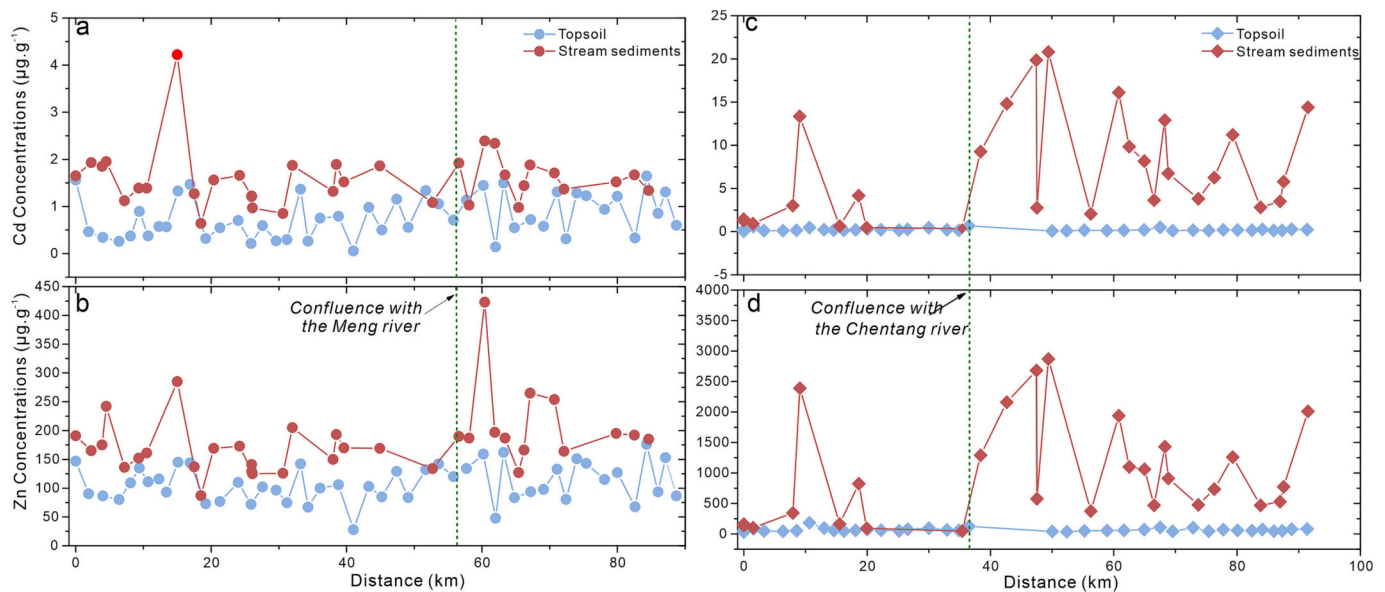 a
Topsoil
Stream sediments
Cd Concentrations (μg.g⁻¹)
5
4
3
2
1
0
c
Topsoil
Stream sediments
25
20
15
10
5
0
-5
b
Confluence with
the Meng river
Zn Concentrations (μg.g⁻¹)
450
400
350
300
250
200
150
100
50
0
0 20 40 60 80
Distance (km)
d
Confluence with
the Chentang river
4000
3500
3000
2500
2000
1500
1000
500
0
0 20 40 60 80 100
Distance (km)